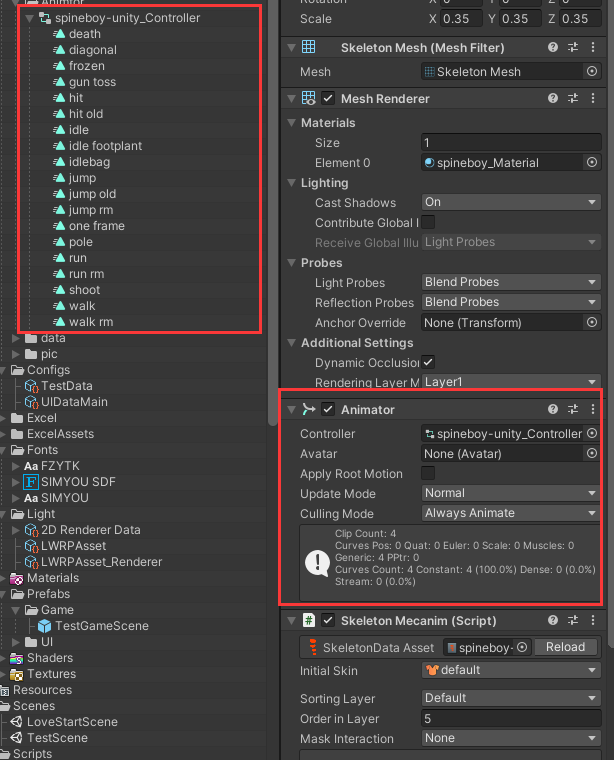 Animtor
spineboy-unity_Controller
death
diagonal
frozen
gun toss
hit
hit old
idle
idle footplant
idlebag
jump
jump old
jump rm
one frame
pole
run
run rm
shoot
walk
walk rm
data
pic
Configs
TestData
UIDataMain
Excel
ExcelAssets
Fonts
Aa FZYTK
F SIMYOU SDF
Aa SIMYOU
Light
2D Renderer Data
LWRPAsset
LWRPAsset_Renderer
Materials
Prefabs
Game
TestGameScene
UI
Shaders
Textures
Resources
Scenes
LoveStartScene
TestScene
Scripts
Rotation X 0 Y 0 Z 0
Scale X 0.35 Y 0.35 Z 0.35
Skeleton Mesh (Mesh Filter)
Mesh Skeleton Mesh
Mesh Renderer
Materials
Size 1
Element 0 spineboy_Material
Lighting
Cast Shadows On
Contribute Global I
Receive Global Illu Light Probes
Probes
Light Probes Blend Probes
Reflection Probes Blend Probes
Anchor Override None (Transform)
Additional Settings
Dynamic Occlusion
Rendering Layer M Layer1
Animator
Controller spineboy-unity_Controller
Avatar None (Avatar)
Apply Root Motion
Update Mode Normal
Culling Mode Always Animate
Clip Count: 4
Curves Pos: 0 Quat: 0 Euler: 0 Scale: 0 Muscles: 0
Generic: 4 PPtr: 0
Curves Count: 4 Constant: 4 (100.0%) Dense: 0 (0.0%)
Stream: 0 (0.0%)
# Skeleton Mecanim (Script)
SkeletonData Asset spineboy- Reload
Initial Skin default
Sorting Layer Default
Order in Layer 5
Mask Interaction None